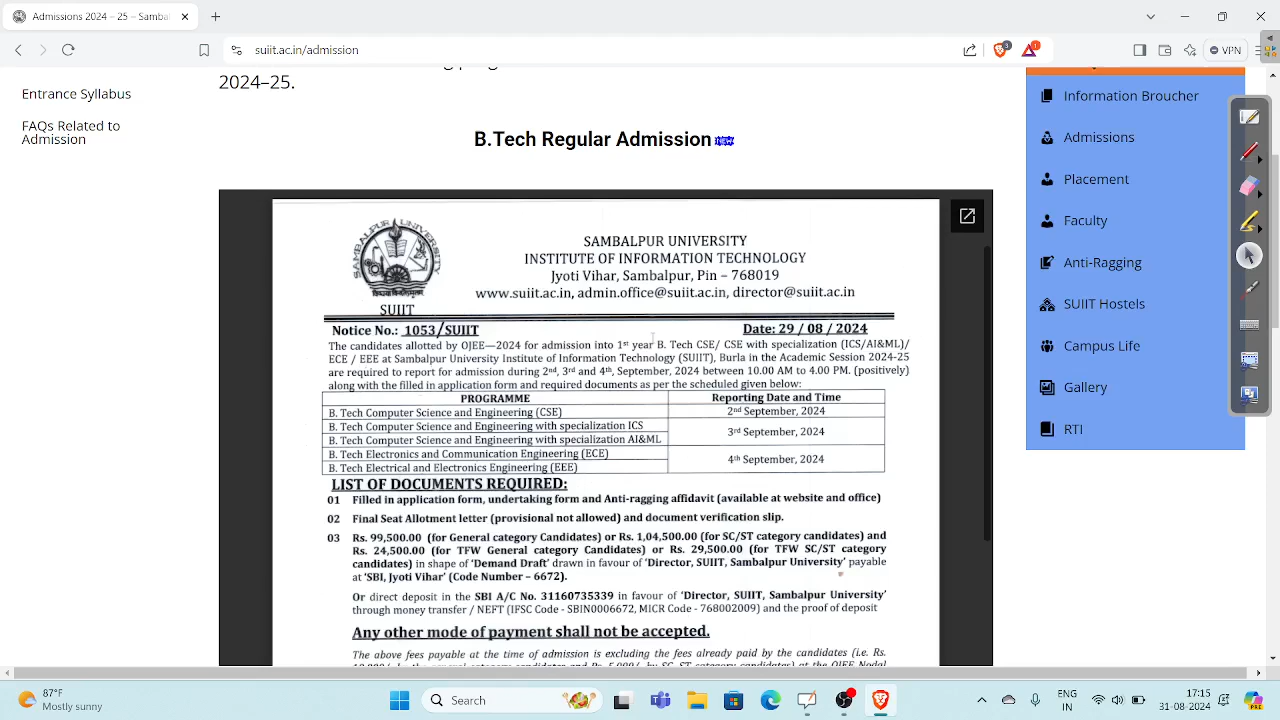 2024 - Sambalpur
suiit.ac.in/admission
VPN
2024–25.
Entrance Syllabus
FAQs Related to
Admission
B.Tech Regular Admission NEW
Information Broucher
Admissions
Placement
Faculty
Anti-Ragging
SUIIT Hostels
Campus Life
Gallery
RTI
SAMBALPUR UNIVERSITY
SAMBALPUR UNIVERSITY
INSTITUTE OF INFORMATION TECHNOLOGY
Jyoti Vihar, Sambalpur, Pin – 768019
www.suiit.ac.in, admin.office@suiit.ac.in, director@suiit.ac.in
SUIIT
Notice No.: 1053/SUIIT Date: 29 / 08 / 2024
The candidates allotted by OJEE—2024 for admission into 1st year B. Tech CSE/ CSE with specialization (ICS/AI&ML)/
ECE / EEE at Sambalpur University Institute of Information Technology (SUIIT), Burla in the Academic Session 2024-25
are required to report for admission during 2nd, 3rd and 4th, September, 2024 between 10.00 AM to 4.00 PM. (positively)
along with the filled in application form and required documents as per the scheduled given below:
PROGRAMME Reporting Date and Time
B. Tech Computer Science and Engineering (CSE) 2nd September, 2024
B. Tech Computer Science and Engineering with specialization ICS
3rd September, 2024
B. Tech Computer Science and Engineering with specialization AI&ML
B. Tech Electronics and Communication Engineering (ECE)
4th September, 2024
B. Tech Electrical and Electronics Engineering (EEE)
LIST OF DOCUMENTS REQUIRED:
01 Filled in application form, undertaking form and Anti-ragging affidavit (available at website and office)
02 Final Seat Allotment letter (provisional not allowed) and document verification slip.
03 Rs. 99,500.00 (for General category Candidates) or Rs. 1,04,500.00 (for SC/ST category candidates) and
Rs. 24,500.00 (for TFW General category Candidates) or Rs. 29,500.00 (for TFW SC/ST category
candidates) in shape of 'Demand Draft' drawn in favour of 'Director, SUIIT, Sambalpur University' payable
at 'SBI, Jyoti Vihar' (Code Number – 6672).
Or direct deposit in the SBI A/C No. 31160735339 in favour of 'Director, SUIIT, Sambalpur University'
through money transfer / NEFT (IFSC Code - SBIN0006672, MICR Code - 768002009) and the proof of deposit
Any other mode of payment shall not be accepted.
The above fees payable at the time of admission is excluding the fees already paid by the candidates (i.e. Rs.
87°F
Mostly sunny
Search
ENG
IN
17:15
31-08-2024